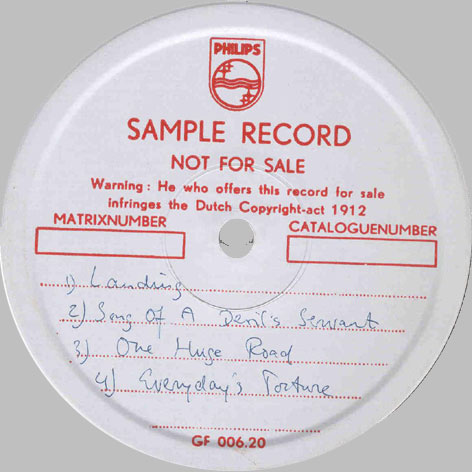 PHILIPS
SAMPLE RECORD
NOT FOR SALE
Warning : He who offers this record for sale
infringes the Dutch Copyright-act 1912
MATRIXNUMBER
CATALOGUENUMBER
1) Landing
2) Song Of A Devil's Servant
3) One Huge Road
4) Everyday's Torture
GF 006.20